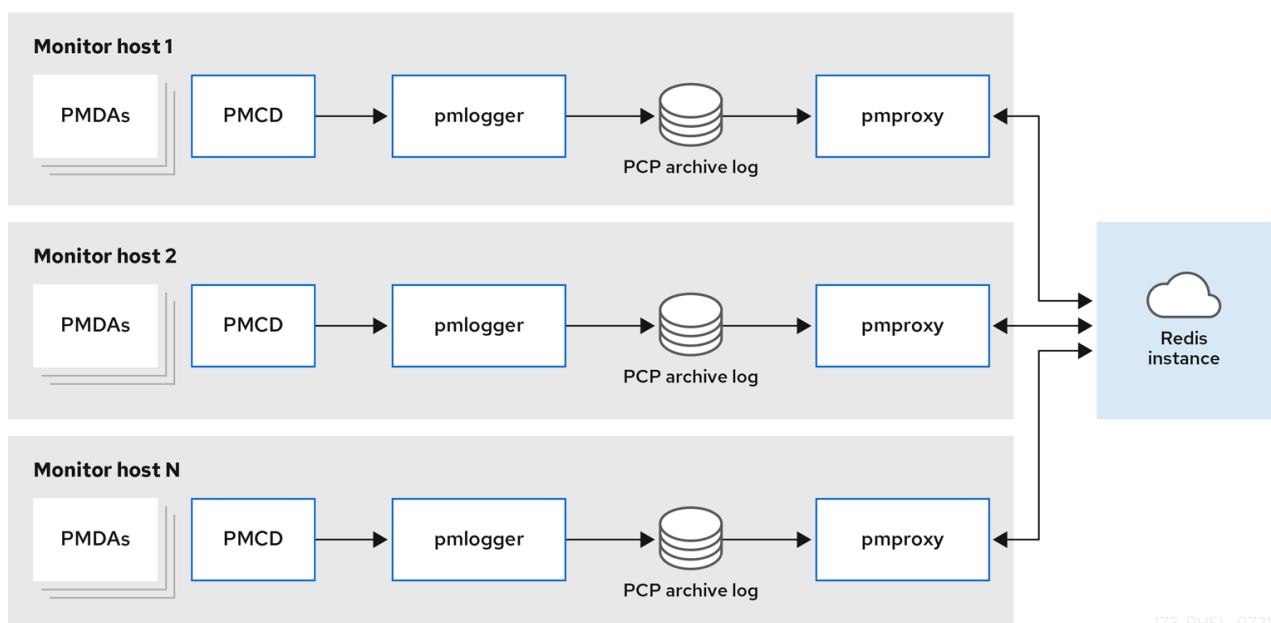 Monitor host 1
PMDAs
PMCD
pmlogger
PCP archive log
pmproxy
Monitor host 2
PMDAs
PMCD
pmlogger
PCP archive log
pmproxy
Redis
instance
Monitor host N
PMDAs
PMCD
pmlogger
PCP archive log
pmproxy